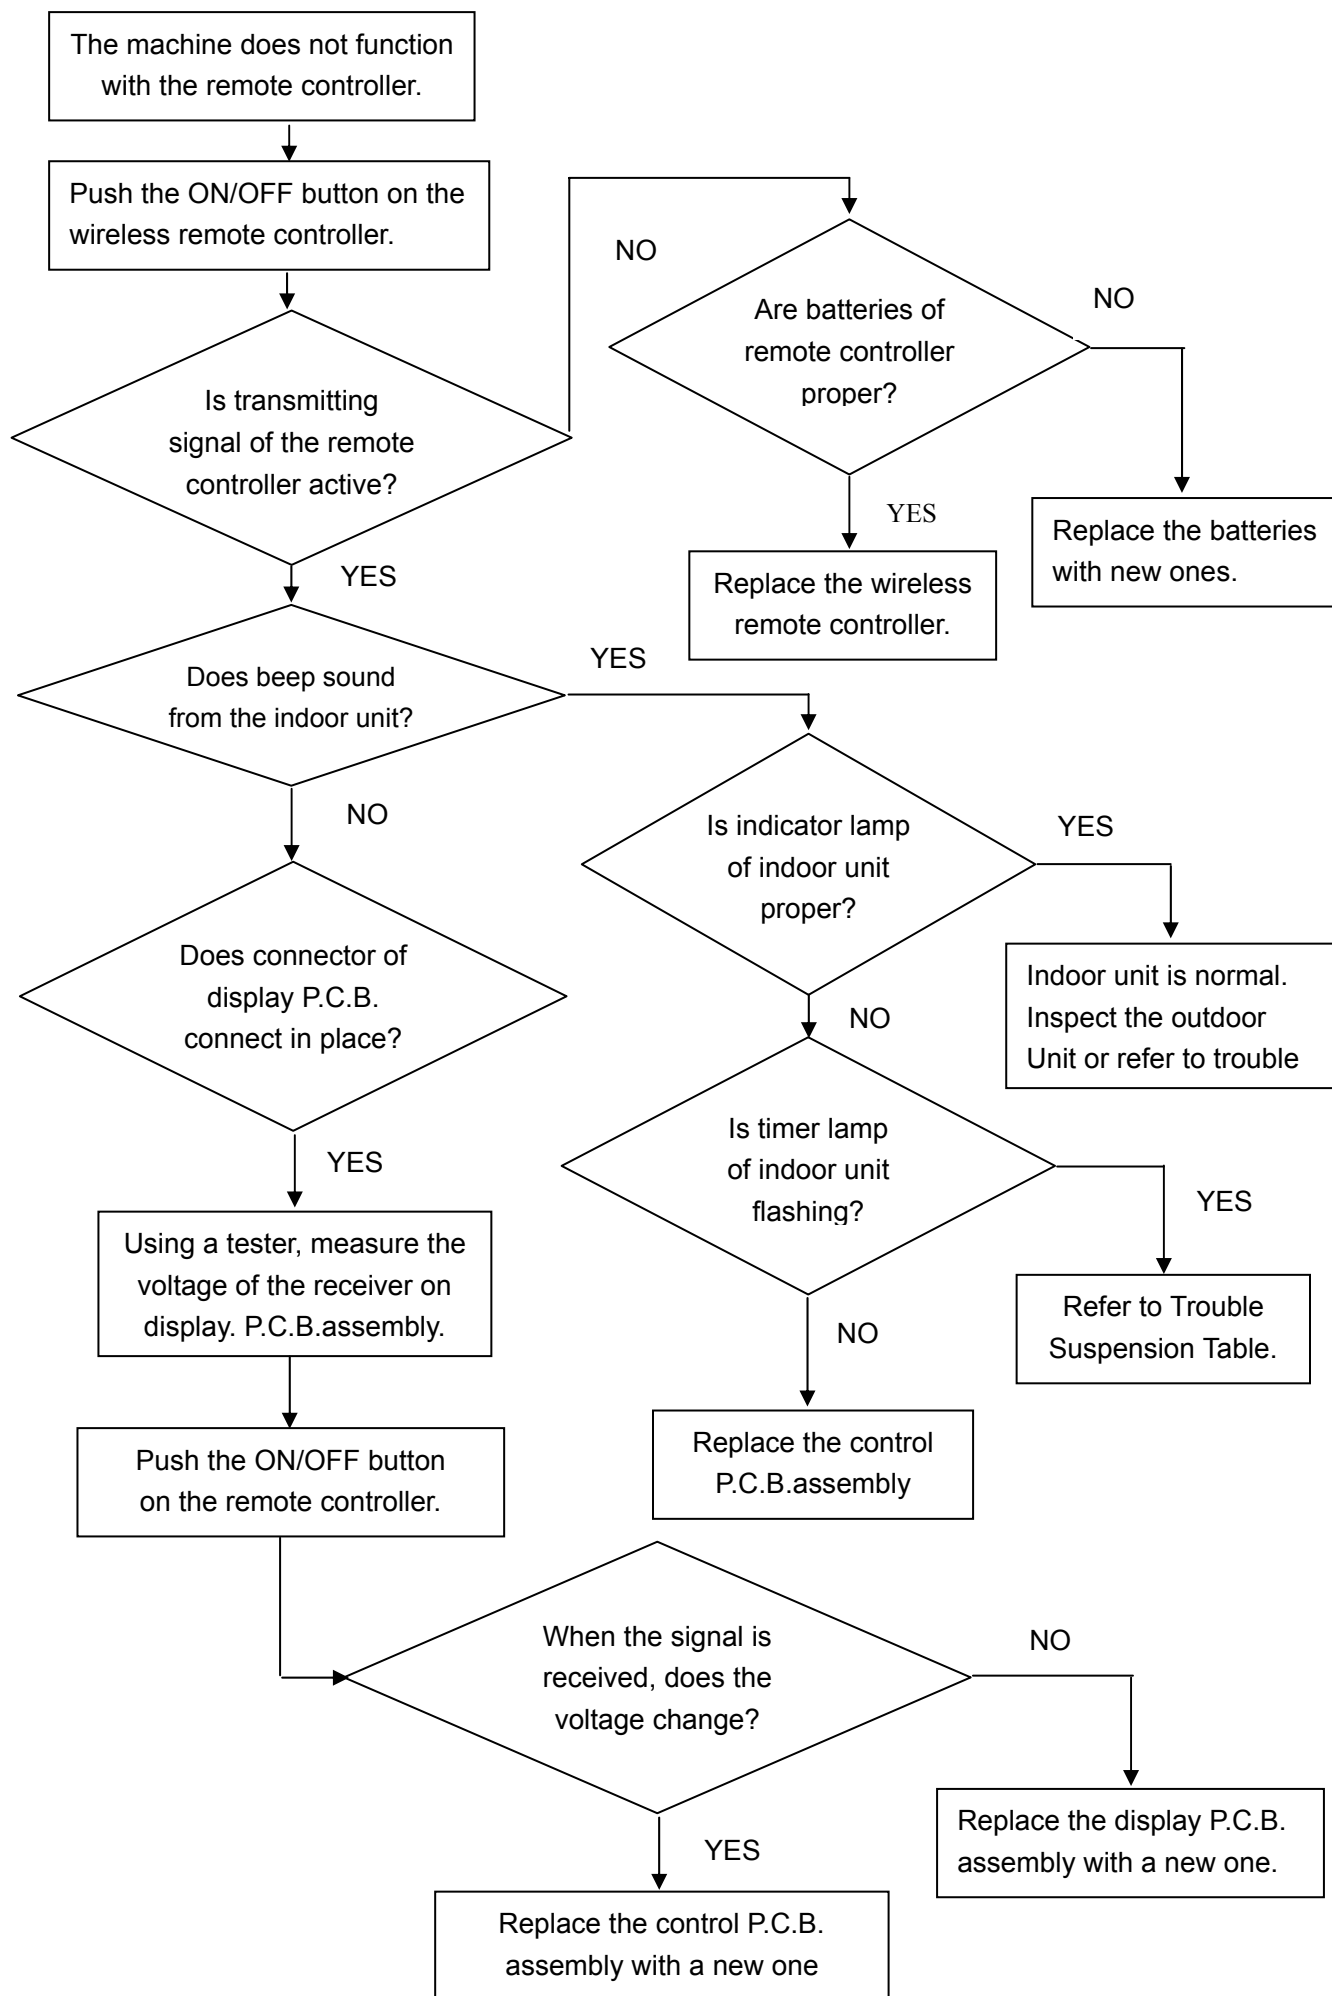 The machine does not function
with the remote controller.
Push the ON/OFF button on the
wireless remote controller.
NO
Are batteries of
remote controller
proper?
NO
Is transmitting
signal of the remote
controller active?
YES
Replace the batteries
with new ones.
YES
Replace the wireless
remote controller.
Does beep sound
from the indoor unit?
YES
NO
Is indicator lamp
of indoor unit
proper?
YES
Does connector of
display P.C.B.
connect in place?
Indoor unit is normal.
Inspect the outdoor
Unit or refer to trouble
NO
Is timer lamp
of indoor unit
flashing?
YES
YES
Using a tester, measure the
voltage of the receiver on
display. P.C.B.assembly.
Refer to Trouble
Suspension Table.
NO
Push the ON/OFF button
on the remote controller.
Replace the control
P.C.B.assembly
When the signal is
received, does the
voltage change?
NO
YES
Replace the display P.C.B.
assembly with a new one.
Replace the control P.C.B.
assembly with a new one